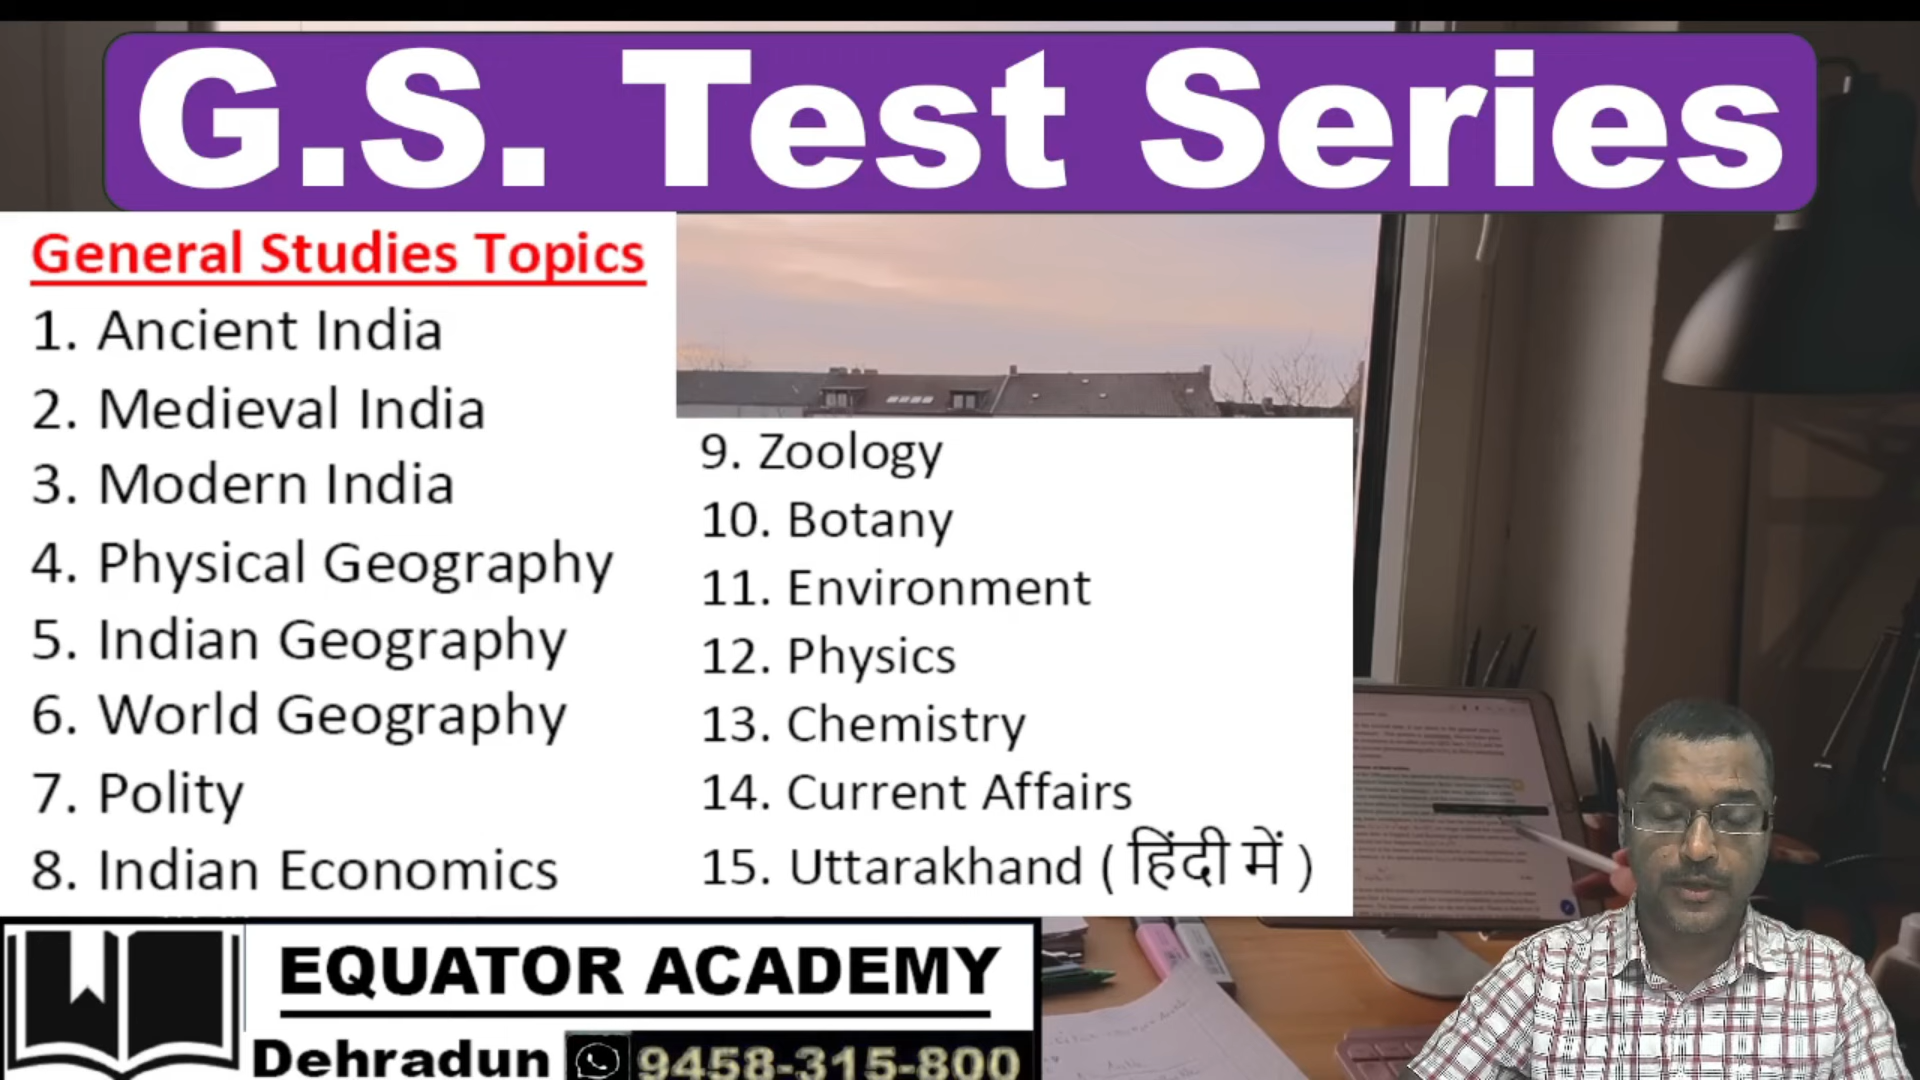 G.S. Test Series
General Studies Topics
1. Ancient India
2. Medieval India
3. Modern India
4. Physical Geography
5. Indian Geography
6. World Geography
7. Polity
8. Indian Economics
9. Zoology
10. Botany
11. Environment
12. Physics
13. Chemistry
14. Current Affairs
15. Uttarakhand ( हिंदी में )
EQUATOR ACADEMY
Dehradun 9458-315-800